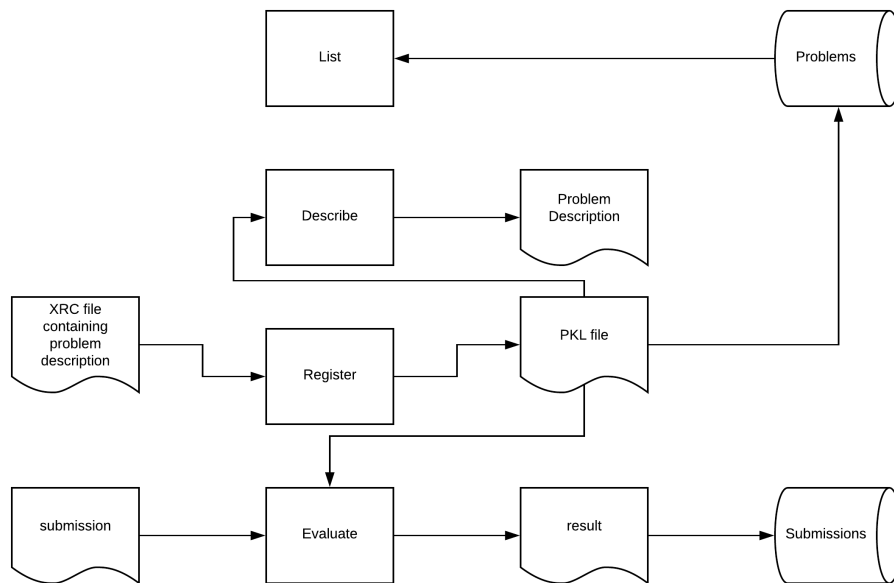 List
Problems
Describe
Problem
Description
XRC file
containing
problem
description
Register
PKL file
submission
Evaluate
result
Submissions